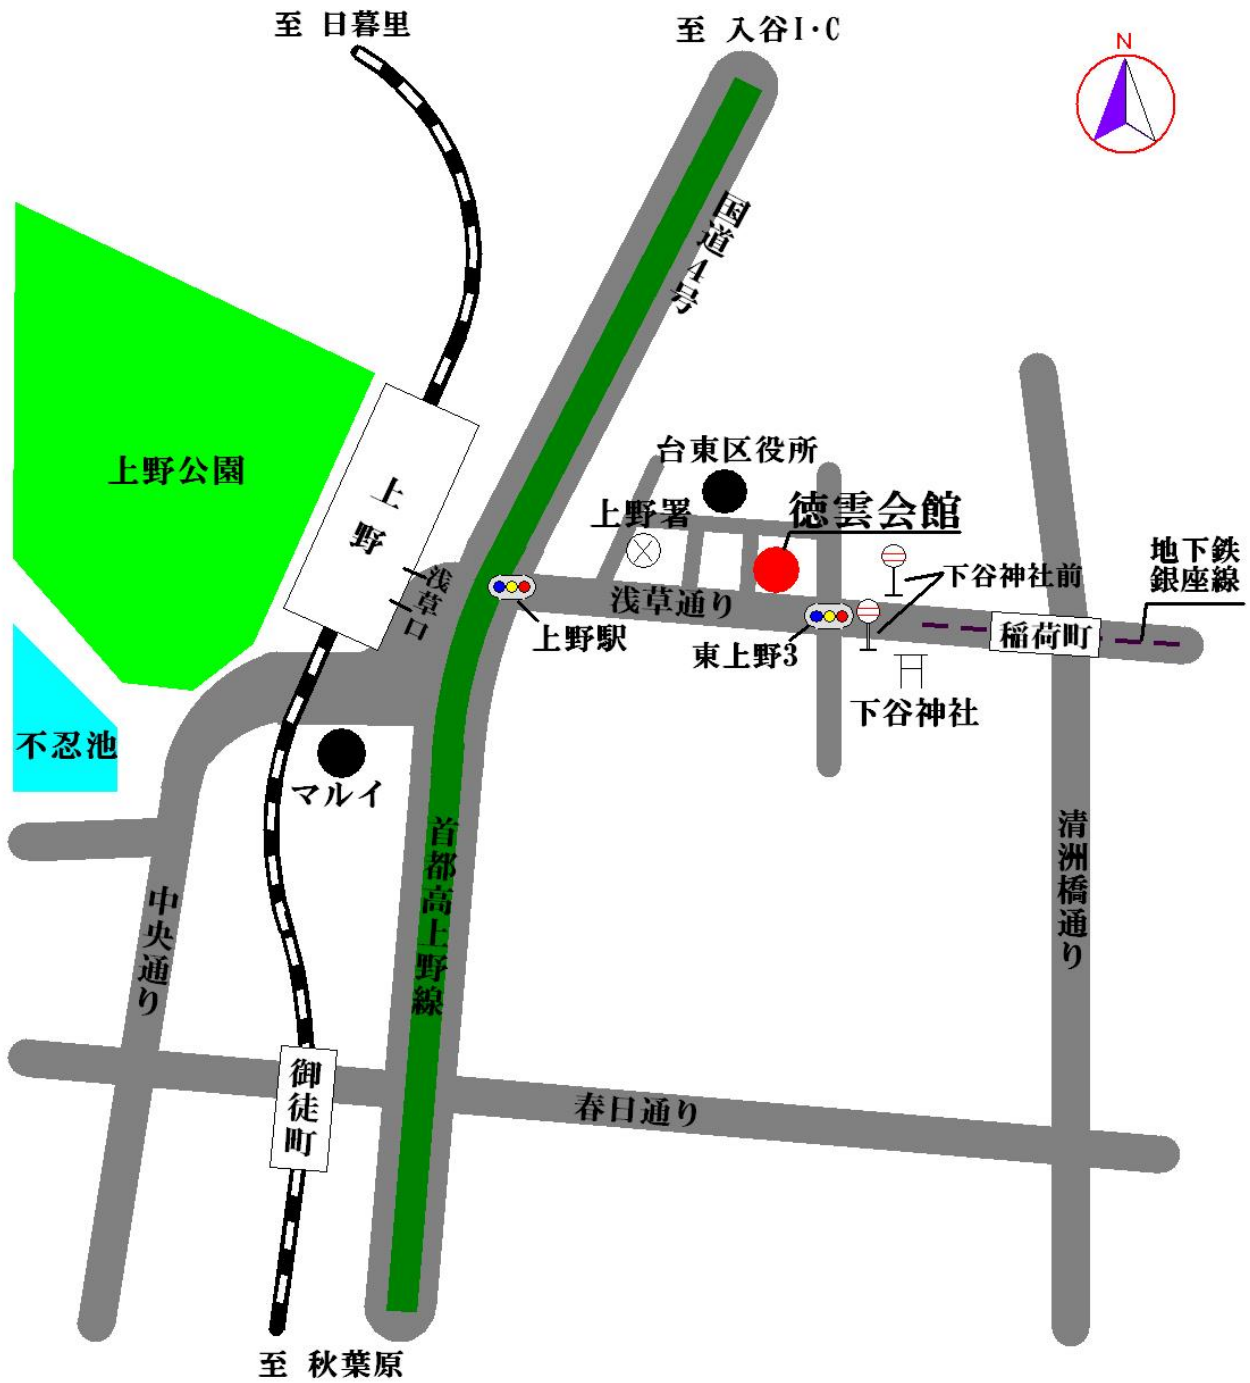 至 日暮里
至 入谷I・C
N
国道4号
上野公園
上野
浅草口
台東区役所
上野署
徳雲会館
下谷神社前
地下鉄
銀座線
浅草通り
上野駅
東上野3
稲荷町
下谷神社
不忍池
マルイ
首都高上野線
中央通り
清洲橋通り
御徒町
春日通り
至 秋葉原